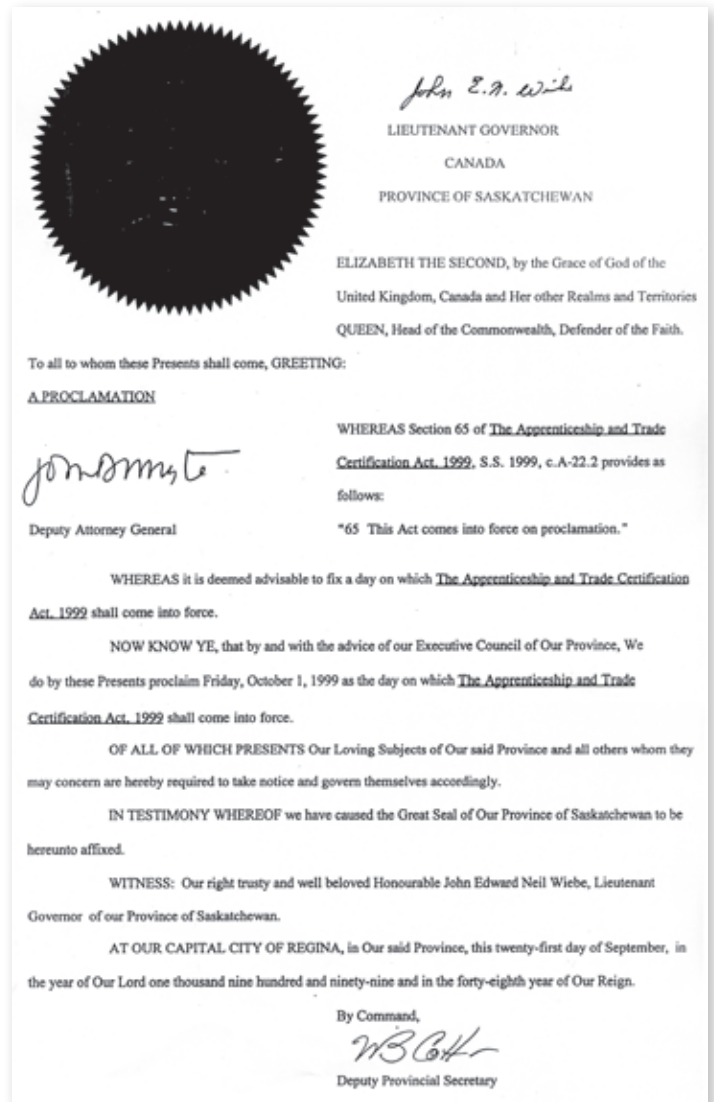 John E.N. Wiebe
LIEUTENANT GOVERNOR
CANADA
PROVINCE OF SASKATCHEWAN
ELIZABETH THE SECOND, by the Grace of God of the
United Kingdom, Canada and Her other Realms and Territories
QUEEN, Head of the Commonwealth, Defender of the Faith.
To all to whom these Presents shall come, GREETING:
A PROCLAMATION
WHEREAS Section 65 of The Apprenticeship and Trade
Certification Act, 1999, S.S. 1999, c.A-22.2 provides as
follows:
Deputy Attorney General
"65 This Act comes into force on proclamation."
WHEREAS it is deemed advisable to fix a day on which The Apprenticeship and Trade Certification
Act, 1999 shall come into force.
NOW KNOW YE, that by and with the advice of our Executive Council of Our Province, We
do by these Presents proclaim Friday, October 1, 1999 as the day on which The Apprenticeship and Trade
Certification Act, 1999 shall come into force.
OF ALL OF WHICH PRESENTS Our Loving Subjects of Our said Province and all others whom they
may concern are hereby required to take notice and govern themselves accordingly.
IN TESTIMONY WHEREOF we have caused the Great Seal of Our Province of Saskatchewan to be
hereunto affixed.
WITNESS: Our right trusty and well beloved Honourable John Edward Neil Wiebe, Lieutenant
Governor of our Province of Saskatchewan.
AT OUR CAPITAL CITY OF REGINA, in Our said Province, this twenty-first day of September, in
the year of Our Lord one thousand nine hundred and ninety-nine and in the forty-eighth year of Our Reign.
By Command,
Deputy Provincial Secretary